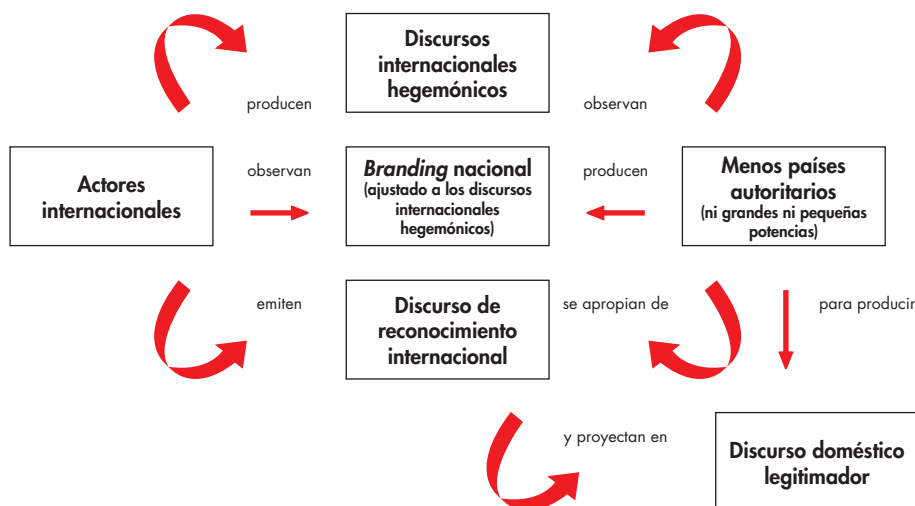 Discursos
internacionales
hegemónicos
producen
observan
Actores
internacionales
observan
Branding nacional
(ajustado a los discursos
internacionales
hegemónicos)
producen
Menos países
autoritarios
(ni grandes ni pequeñas
potencias)
emiten
Discurso de
reconocimiento
internacional
se apropian de
para producir
y proyectan en
Discurso doméstico
legitimador